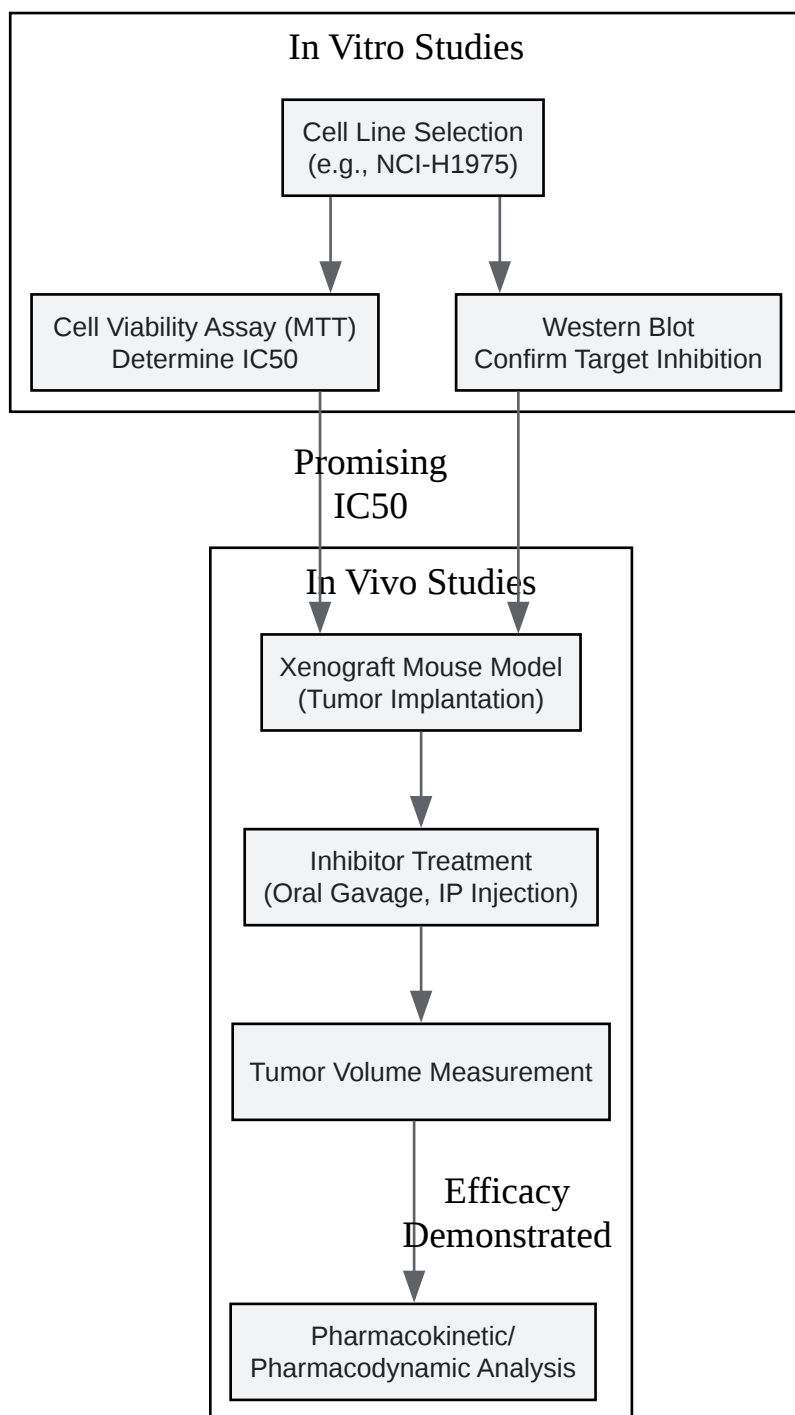 In Vitro Studies
Cell Line Selection
(e.g., NCI-H1975)
Cell Viability Assay (MTT)
Determine IC50
Western Blot
Confirm Target Inhibition
Promising
IC50
In Vivo Studies
Xenograft Mouse Model
(Tumor Implantation)
Inhibitor Treatment
(Oral Gavage, IP Injection)
Tumor Volume Measurement
Efficacy
Demonstrated
Pharmacokinetic/
Pharmacodynamic Analysis